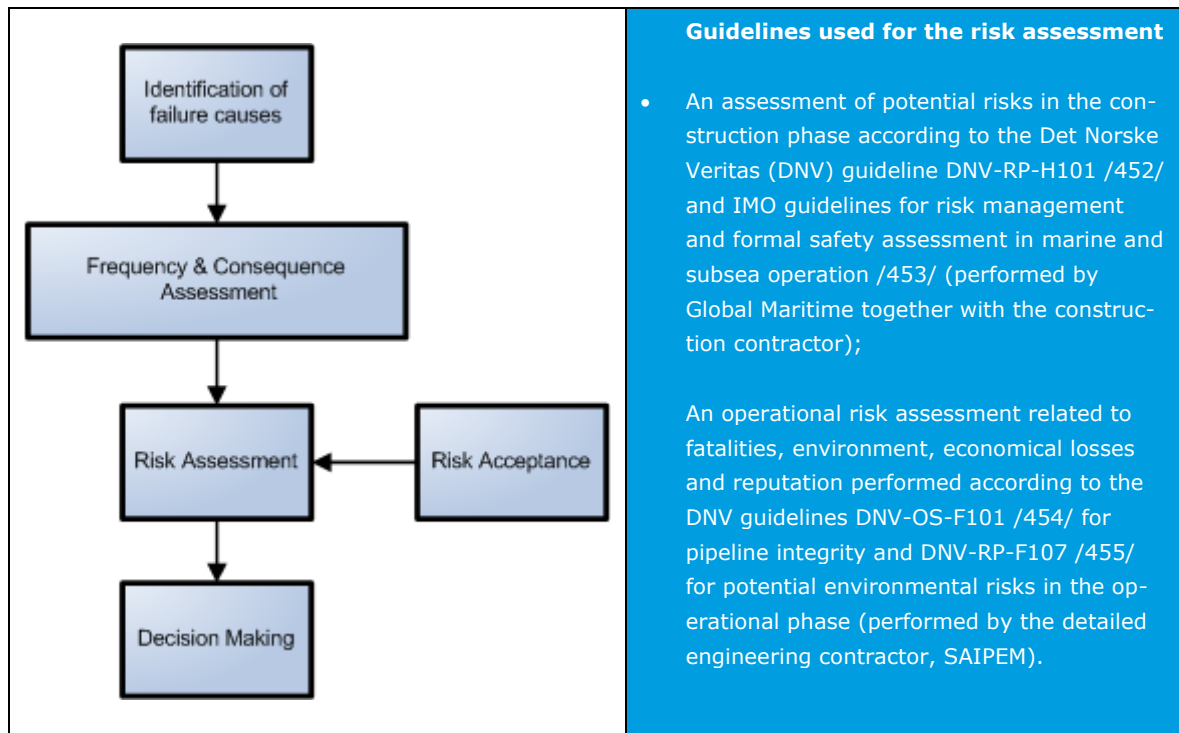 Identification of
failure causes
Frequency & Consequence
Assessment
Risk Assessment
Risk Acceptance
Decision Making
Guidelines used for the risk assessment
• An assessment of potential risks in the con-
struction phase according to the Det Norske
Veritas (DNV) guideline DNV-RP-H101 /452/
and IMO guidelines for risk management
and formal safety assessment in marine and
subsea operation /453/ (performed by
Global Maritime together with the construc-
tion contractor);
An operational risk assessment related to
fatalities, environment, economical losses
and reputation performed according to the
DNV guidelines DNV-OS-F101 /454/ for
pipeline integrity and DNV-RP-F107 /455/
for potential environmental risks in the op-
erational phase (performed by the detailed
engineering contractor, SAIPEM).